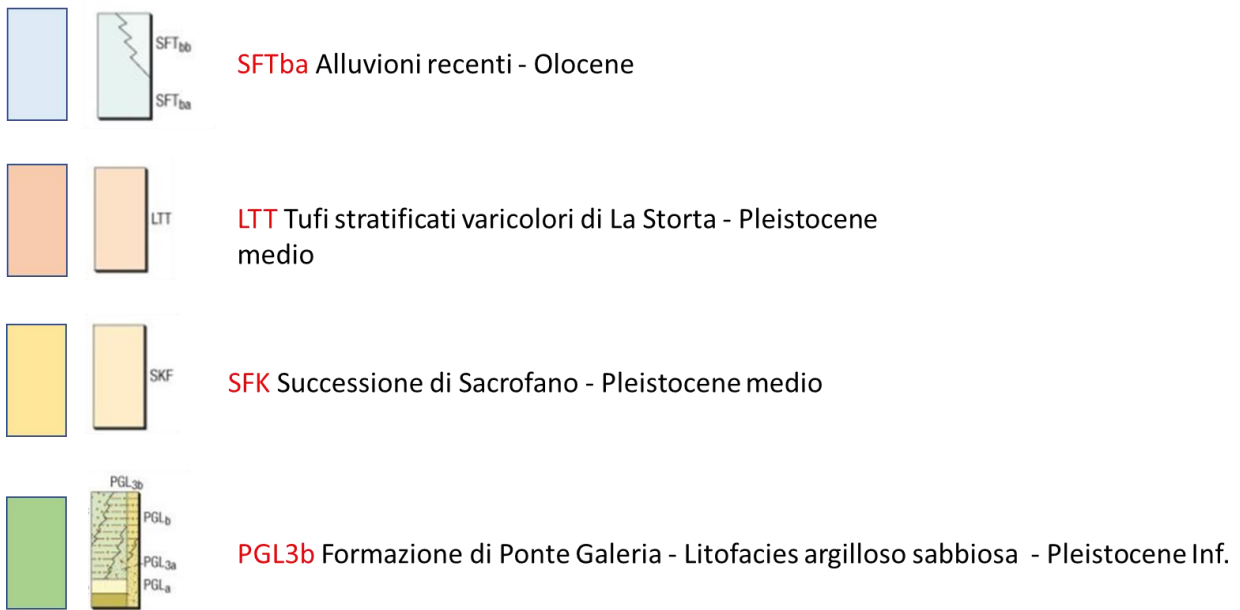 SFTbb
SFTba
SFTba Alluvioni recenti - Olocene
LTT
LTT Tufi stratificati varicolori di La Storta - Pleistocene
medio
SKF
SFK Successione di Sacrofano - Pleistocene medio
PGL3b
PGLb
PGL3a
PGLa
PGL3b Formazione di Ponte Galeria - Litofacies argilloso sabbiosa - Pleistocene Inf.